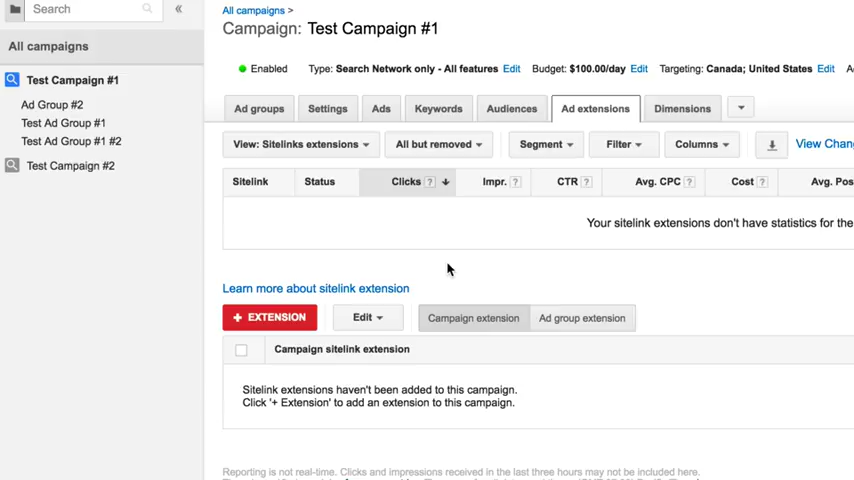 Search
All campaigns
Test Campaign #1
Ad Group #2
Test Ad Group #1
Test Ad Group #1 #2
Test Campaign #2
All campaigns >
Campaign: Test Campaign #1
Enabled Type: Search Network only - All features Edit Budget: $100.00/day Edit Targeting: Canada; United States Edit
Ad groups Settings Ads Keywords Audiences Ad extensions Dimensions
View: Sitelinks extensions All but removed Segment Filter Columns View
Sitelink Status Clicks ? Impr. ? CTR ? Avg. CPC ? Cost ? Avg.
Your sitelink extensions don't have statistics for the
Learn more about sitelink extension
+ EXTENSION Edit Campaign extension Ad group extension
Campaign sitelink extension
Sitelink extensions haven't been added to this campaign.
Click '+ Extension' to add an extension to this campaign.
Reporting is not real-time. Clicks and impressions received in the last three hours may not be included here.